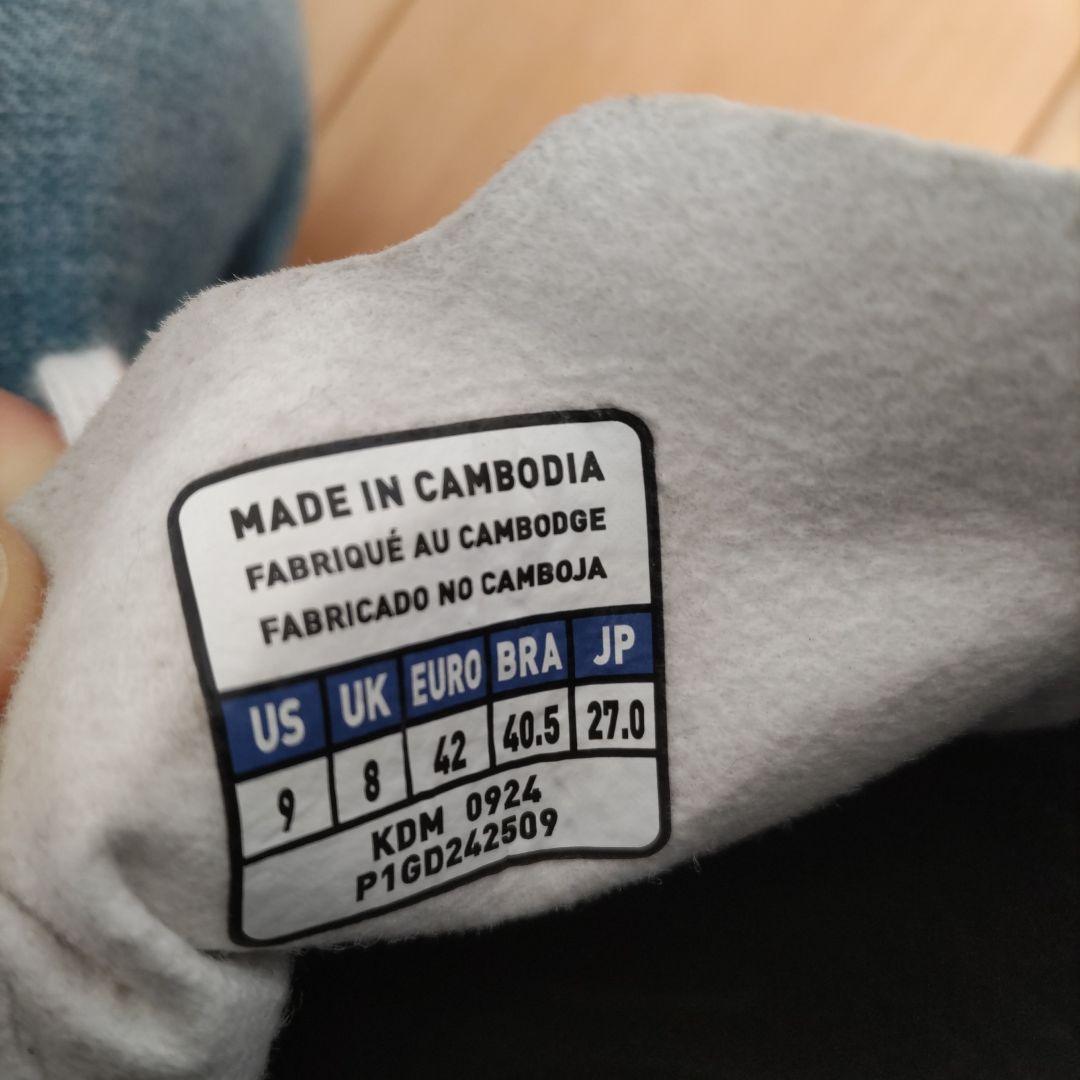 MADE IN CAMBODIA
FABRIQUÉ AU CAMBODGE
FABRICADO NO CAMBOJA
US UK EURO BRA JP
9 8 42 40.5 27.0
KDM 0924
P1GD242509